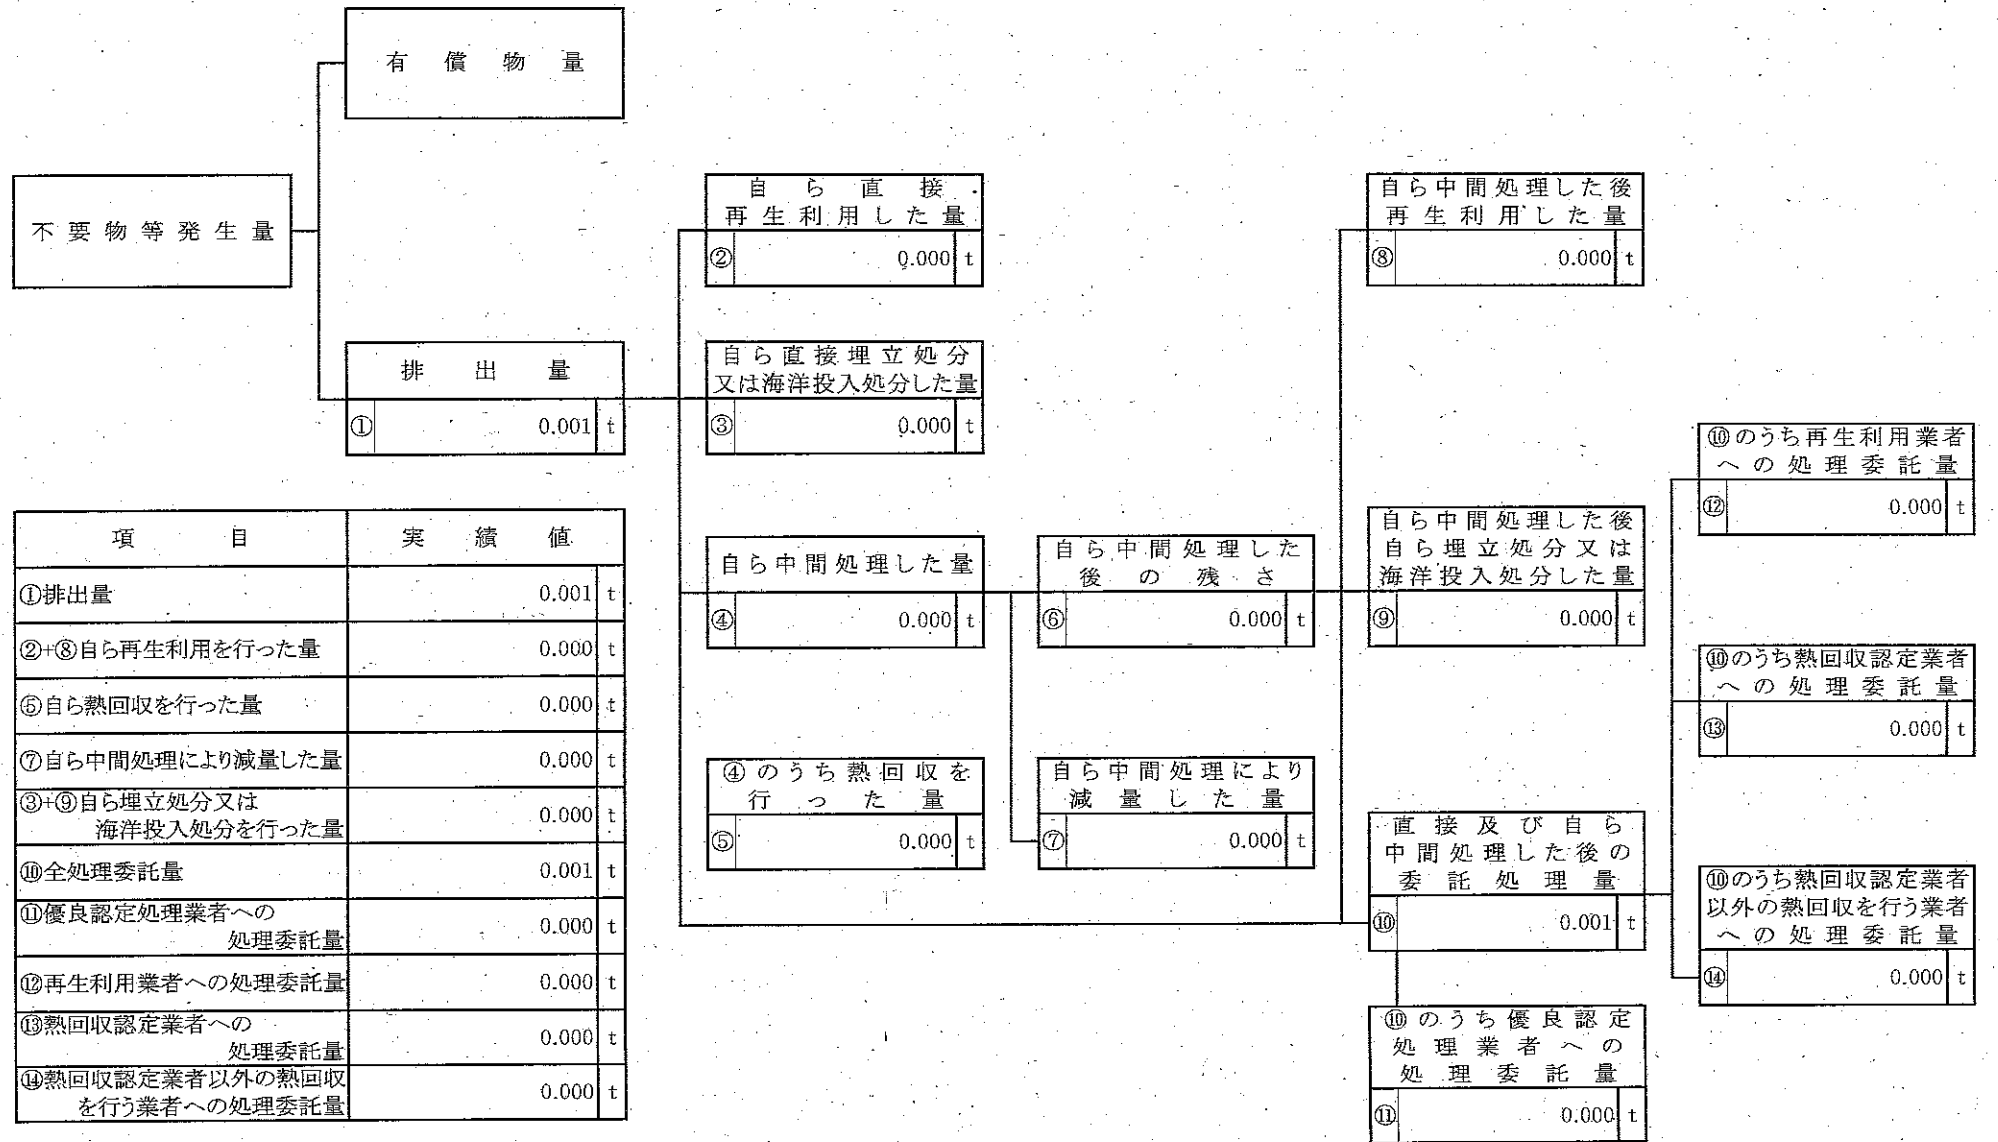 有償物量
不要物等発生量
排出量
① 0.001 t
自ら直接
再生利用した量
② 0.000 t
自ら直接埋立処分
又は海洋投入処分した量
③ 0.000 t
自ら中間処理した量
④ 0.000 t
④のうち熱回収を
行った量
⑤ 0.000 t
自ら中間処理した
後の残さ
⑥ 0.000 t
自ら中間処理により
減量した量
⑦ 0.000 t
自ら中間処理した後
再生利用した量
⑧ 0.000 t
自ら中間処理した後
自ら埋立処分又は
海洋投入処分した量
⑨ 0.000 t
直接及び自ら
中間処理した後の
委託処理量
⑩ 0.001 t
⑩のうち優良認定
処理業者への
処理委託量
⑪ 0.000 t
⑩のうち再生利用業者
への処理委託量
⑫ 0.000 t
⑩のうち熱回収認定業者
への処理委託量
⑬ 0.000 t
⑩のうち熱回収認定業者
以外の熱回収を行う業者
への処理委託量
⑭ 0.000 t
項目 実績値
①排出量 0.001 t
②+⑧自ら再生利用を行った量 0.000 t
⑤自ら熱回収を行った量 0.000 t
⑦自ら中間処理により減量した量 0.000 t
③+⑨自ら埋立処分又は
海洋投入処分を行った量 0.000 t
⑩全処理委託量 0.001 t
⑪優良認定処理業者への
処理委託量 0.000 t
⑫再生利用業者への処理委託量 0.000 t
⑬熱回収認定業者への
処理委託量 0.000 t
⑭熱回収認定業者以外の熱回収
を行う業者への処理委託量 0.000 t